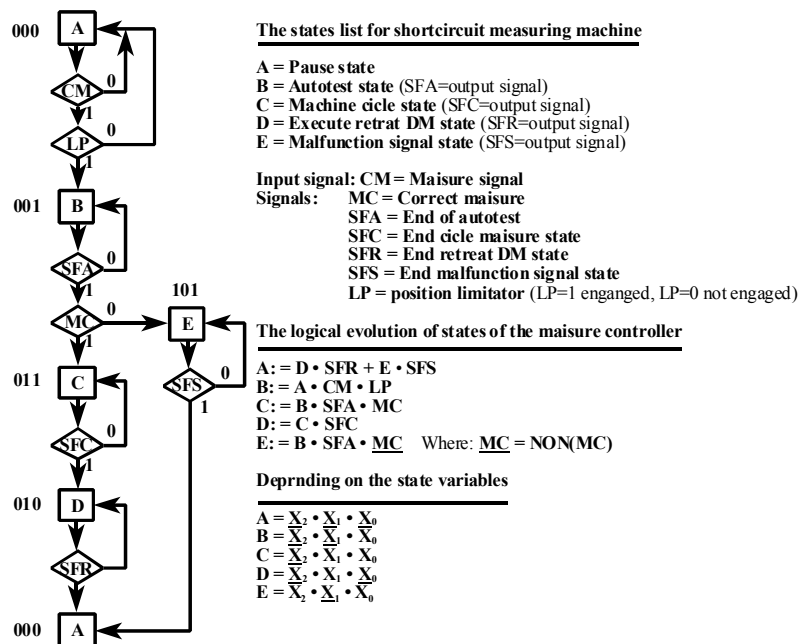 000
A
0
CM
1
0
LP
1
001
B
0
SFA
1
0
MC
1
101
E
0
SFS
1
011
C
0
SFC
1
010
D
0
SFR
1
000
A
The states list for shortcircuit measuring machine
A = Pause state
B = Autotest state (SFA=output signal)
C = Machine cicle state (SFC=output signal)
D = Execute retrat DM state (SFR=output signal)
E = Malfunction signal state (SFS=output signal)
Input signal: CM = Maisure signal
Signals: MC = Correct maisure
SFA = End of autotest
SFC = End cicle maisure state
SFR = End retreat DM state
SFS = End malfunction signal state
LP = position limitator (LP=1 enganged, LP=0 not engaged)
The logical evolution of states of the maisure controller
A: = D • SFR + E • SFS
B: = A • CM • LP
C: = B • SFA • MC
D: = C • SFC
E: = B • SFA • MC Where: MC = NON(MC)
Deprnding on the state variables
A = X₂ • X₁ • X₀
B = X₂ • X₁ • X₀
C = X₂ • X₁ • X₀
D = X₂ • X₁ • X₀
E = X₂ • X₁ • X₀